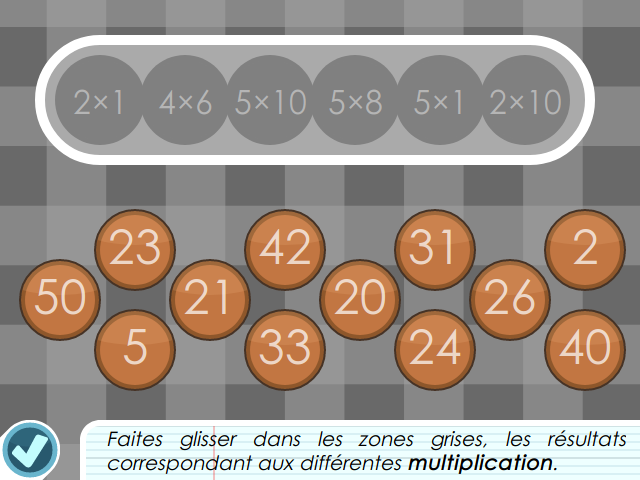 2×1 4×6 5×10 5×8 5×1 2×10
23 42 31 2
50 21 20 26
5 33 24 40
Faites glisser dans les zones grises, les résultats
correspondant aux différentes multiplication.